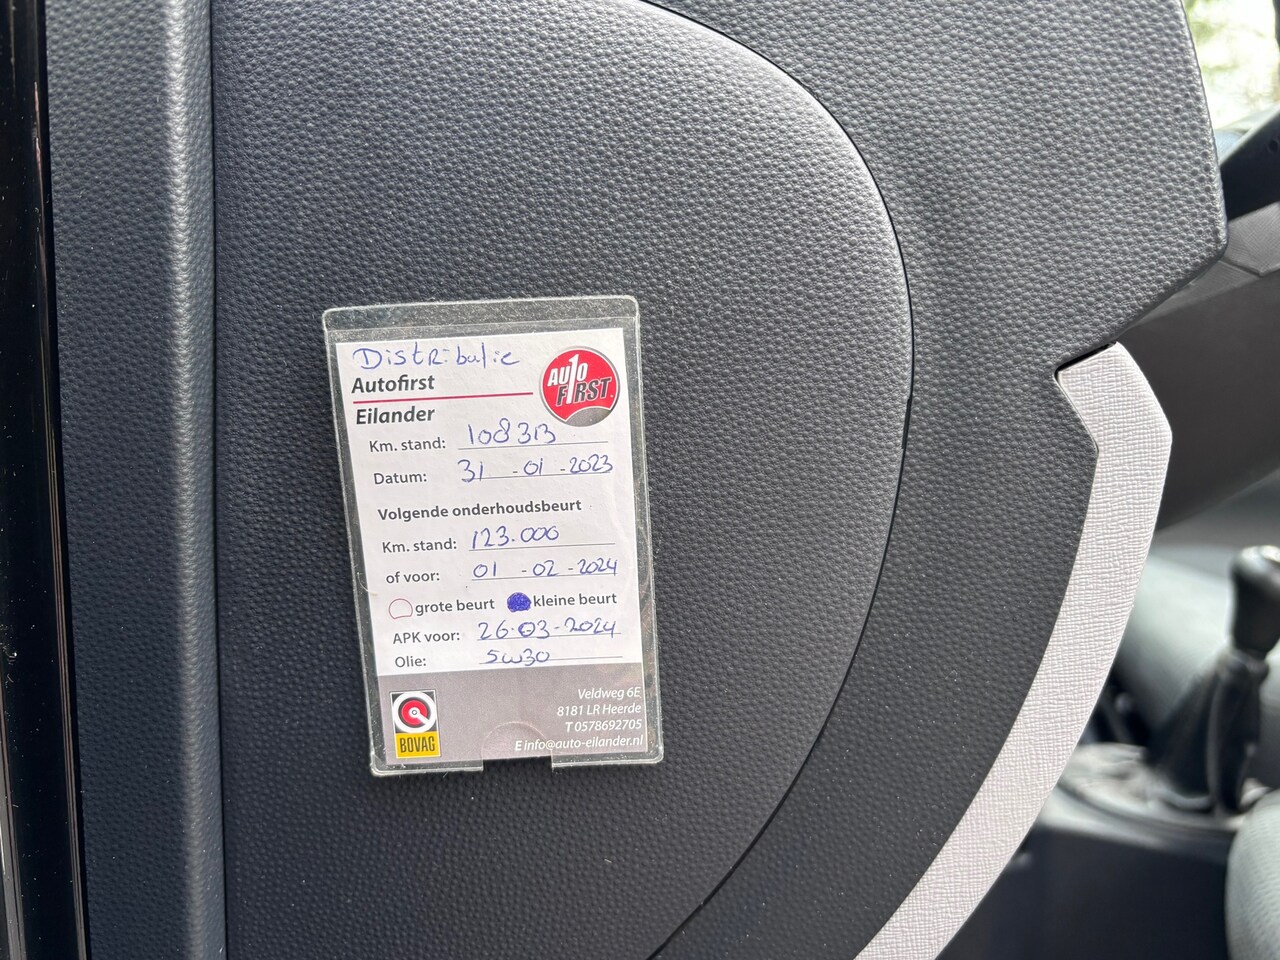 Distributie
Autofirst
Eilander
AUTO
1
FIRST
Km. stand: 108313
Datum: 31-01-2023
Volgende onderhoudsbeurt
Km. stand: 123.000
of voor: 01-02-2024
grote beurt kleine beurt
APK voor: 26-03-2024
Olie: 5w30
Veldweg 6E
8181 LR Heerde
T 0578692705
E info@auto-eilander.nl
BOVAG